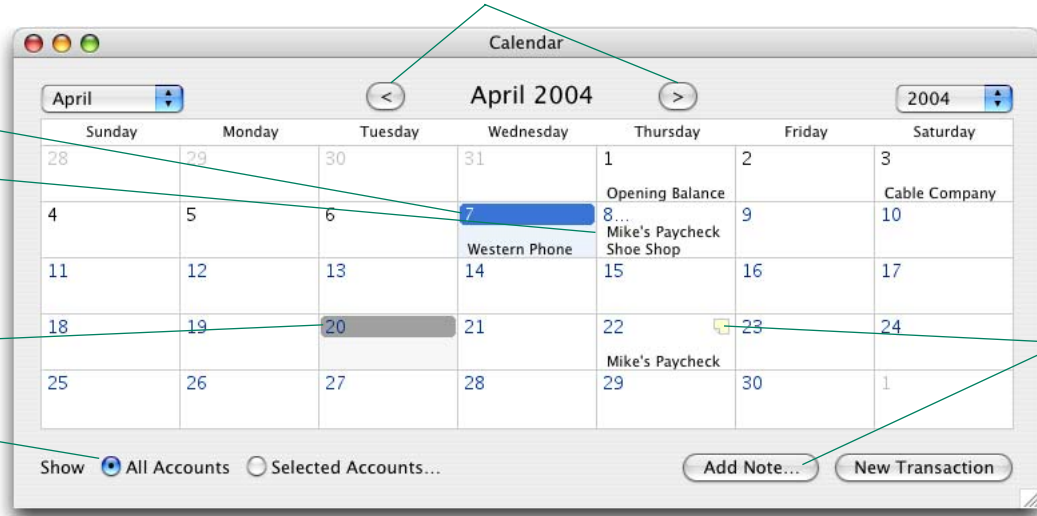 Calendar
April < April 2004 > 2004
Sunday Monday Tuesday Wednesday Thursday Friday Saturday
28 29 30 31 1 2 3
Opening Balance Cable Company
4 5 6 7 8... 9 10
Mike's Paycheck
Western Phone Shoe Shop
11 12 13 14 15 16 17
18 19 20 21 22 23 24
Mike's Paycheck
25 26 27 28 29 30 1
Show All Accounts Selected Accounts... Add Note... New Transaction